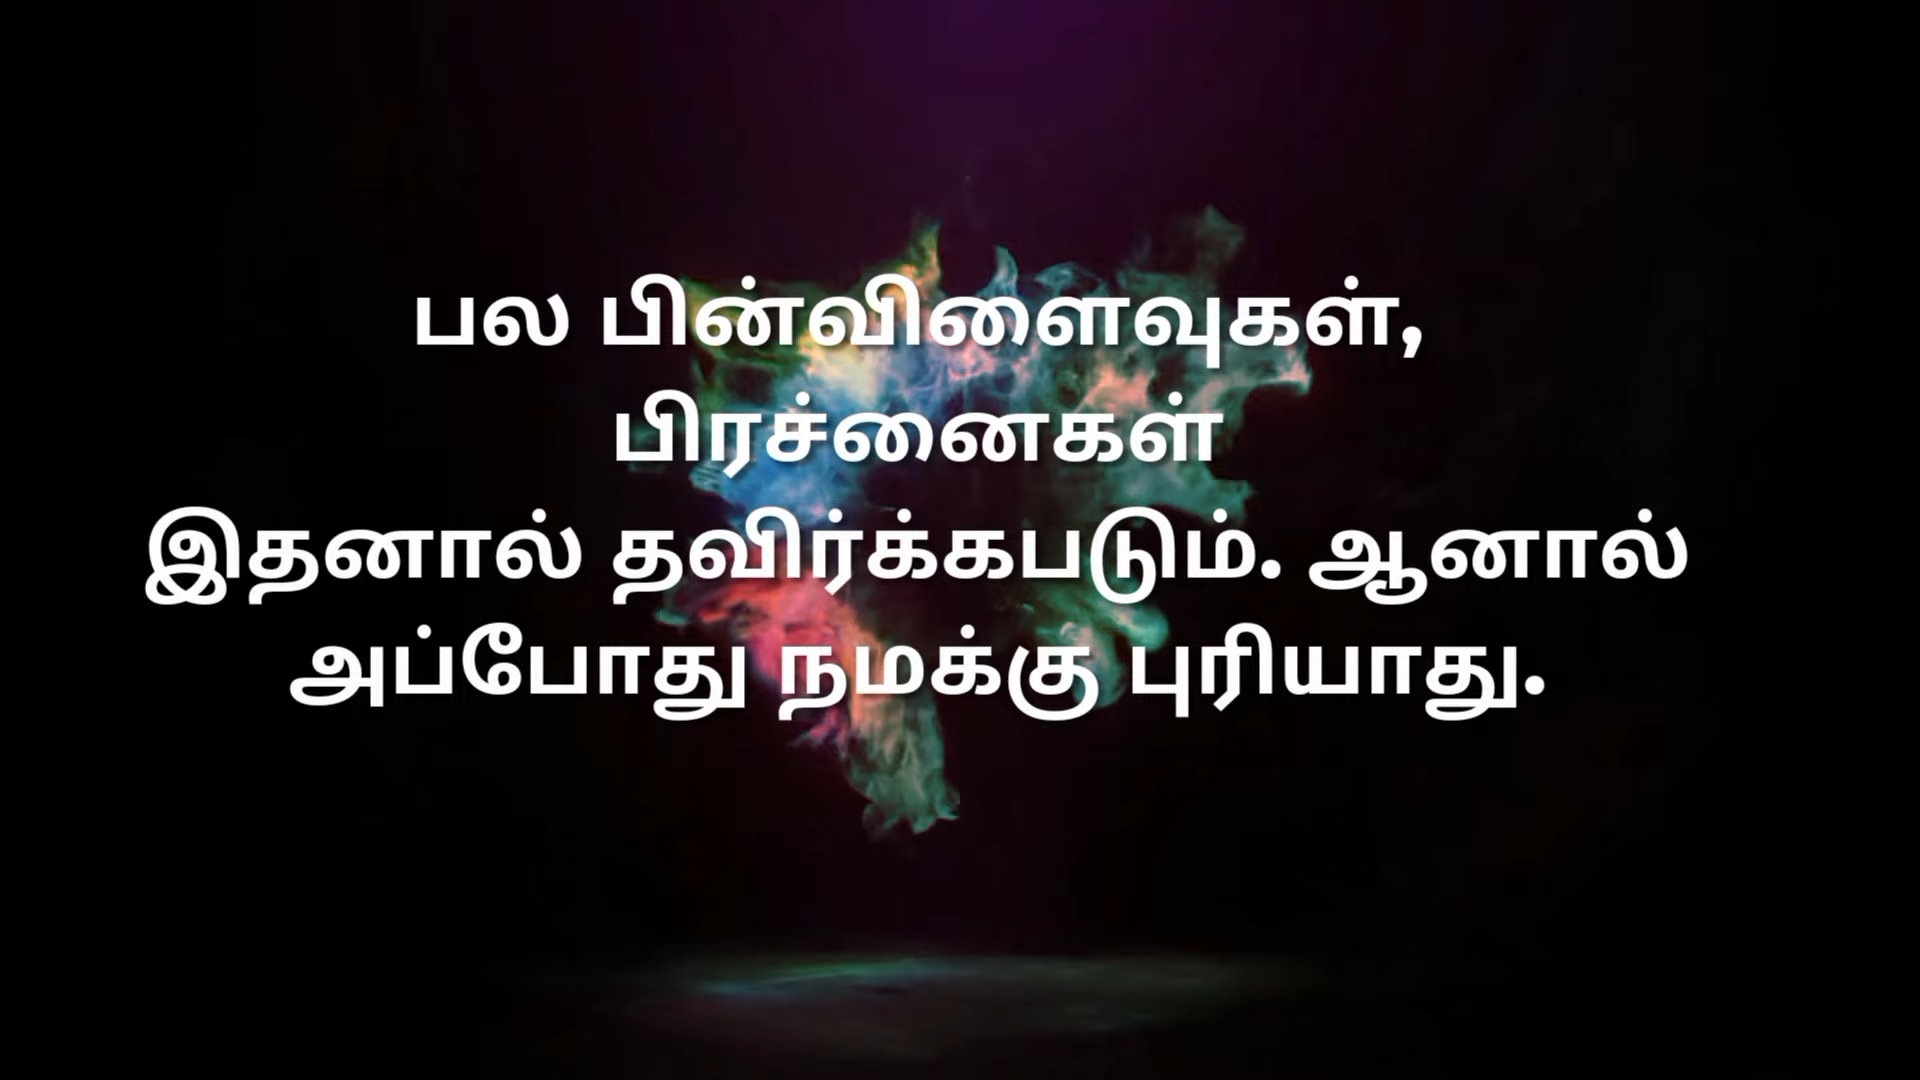 பல பின்விளைவுகள்,
பிரச்னைகள்
இதனால் தவிர்க்கபடும். ஆனால்
அப்போது நமக்கு புரியாது.